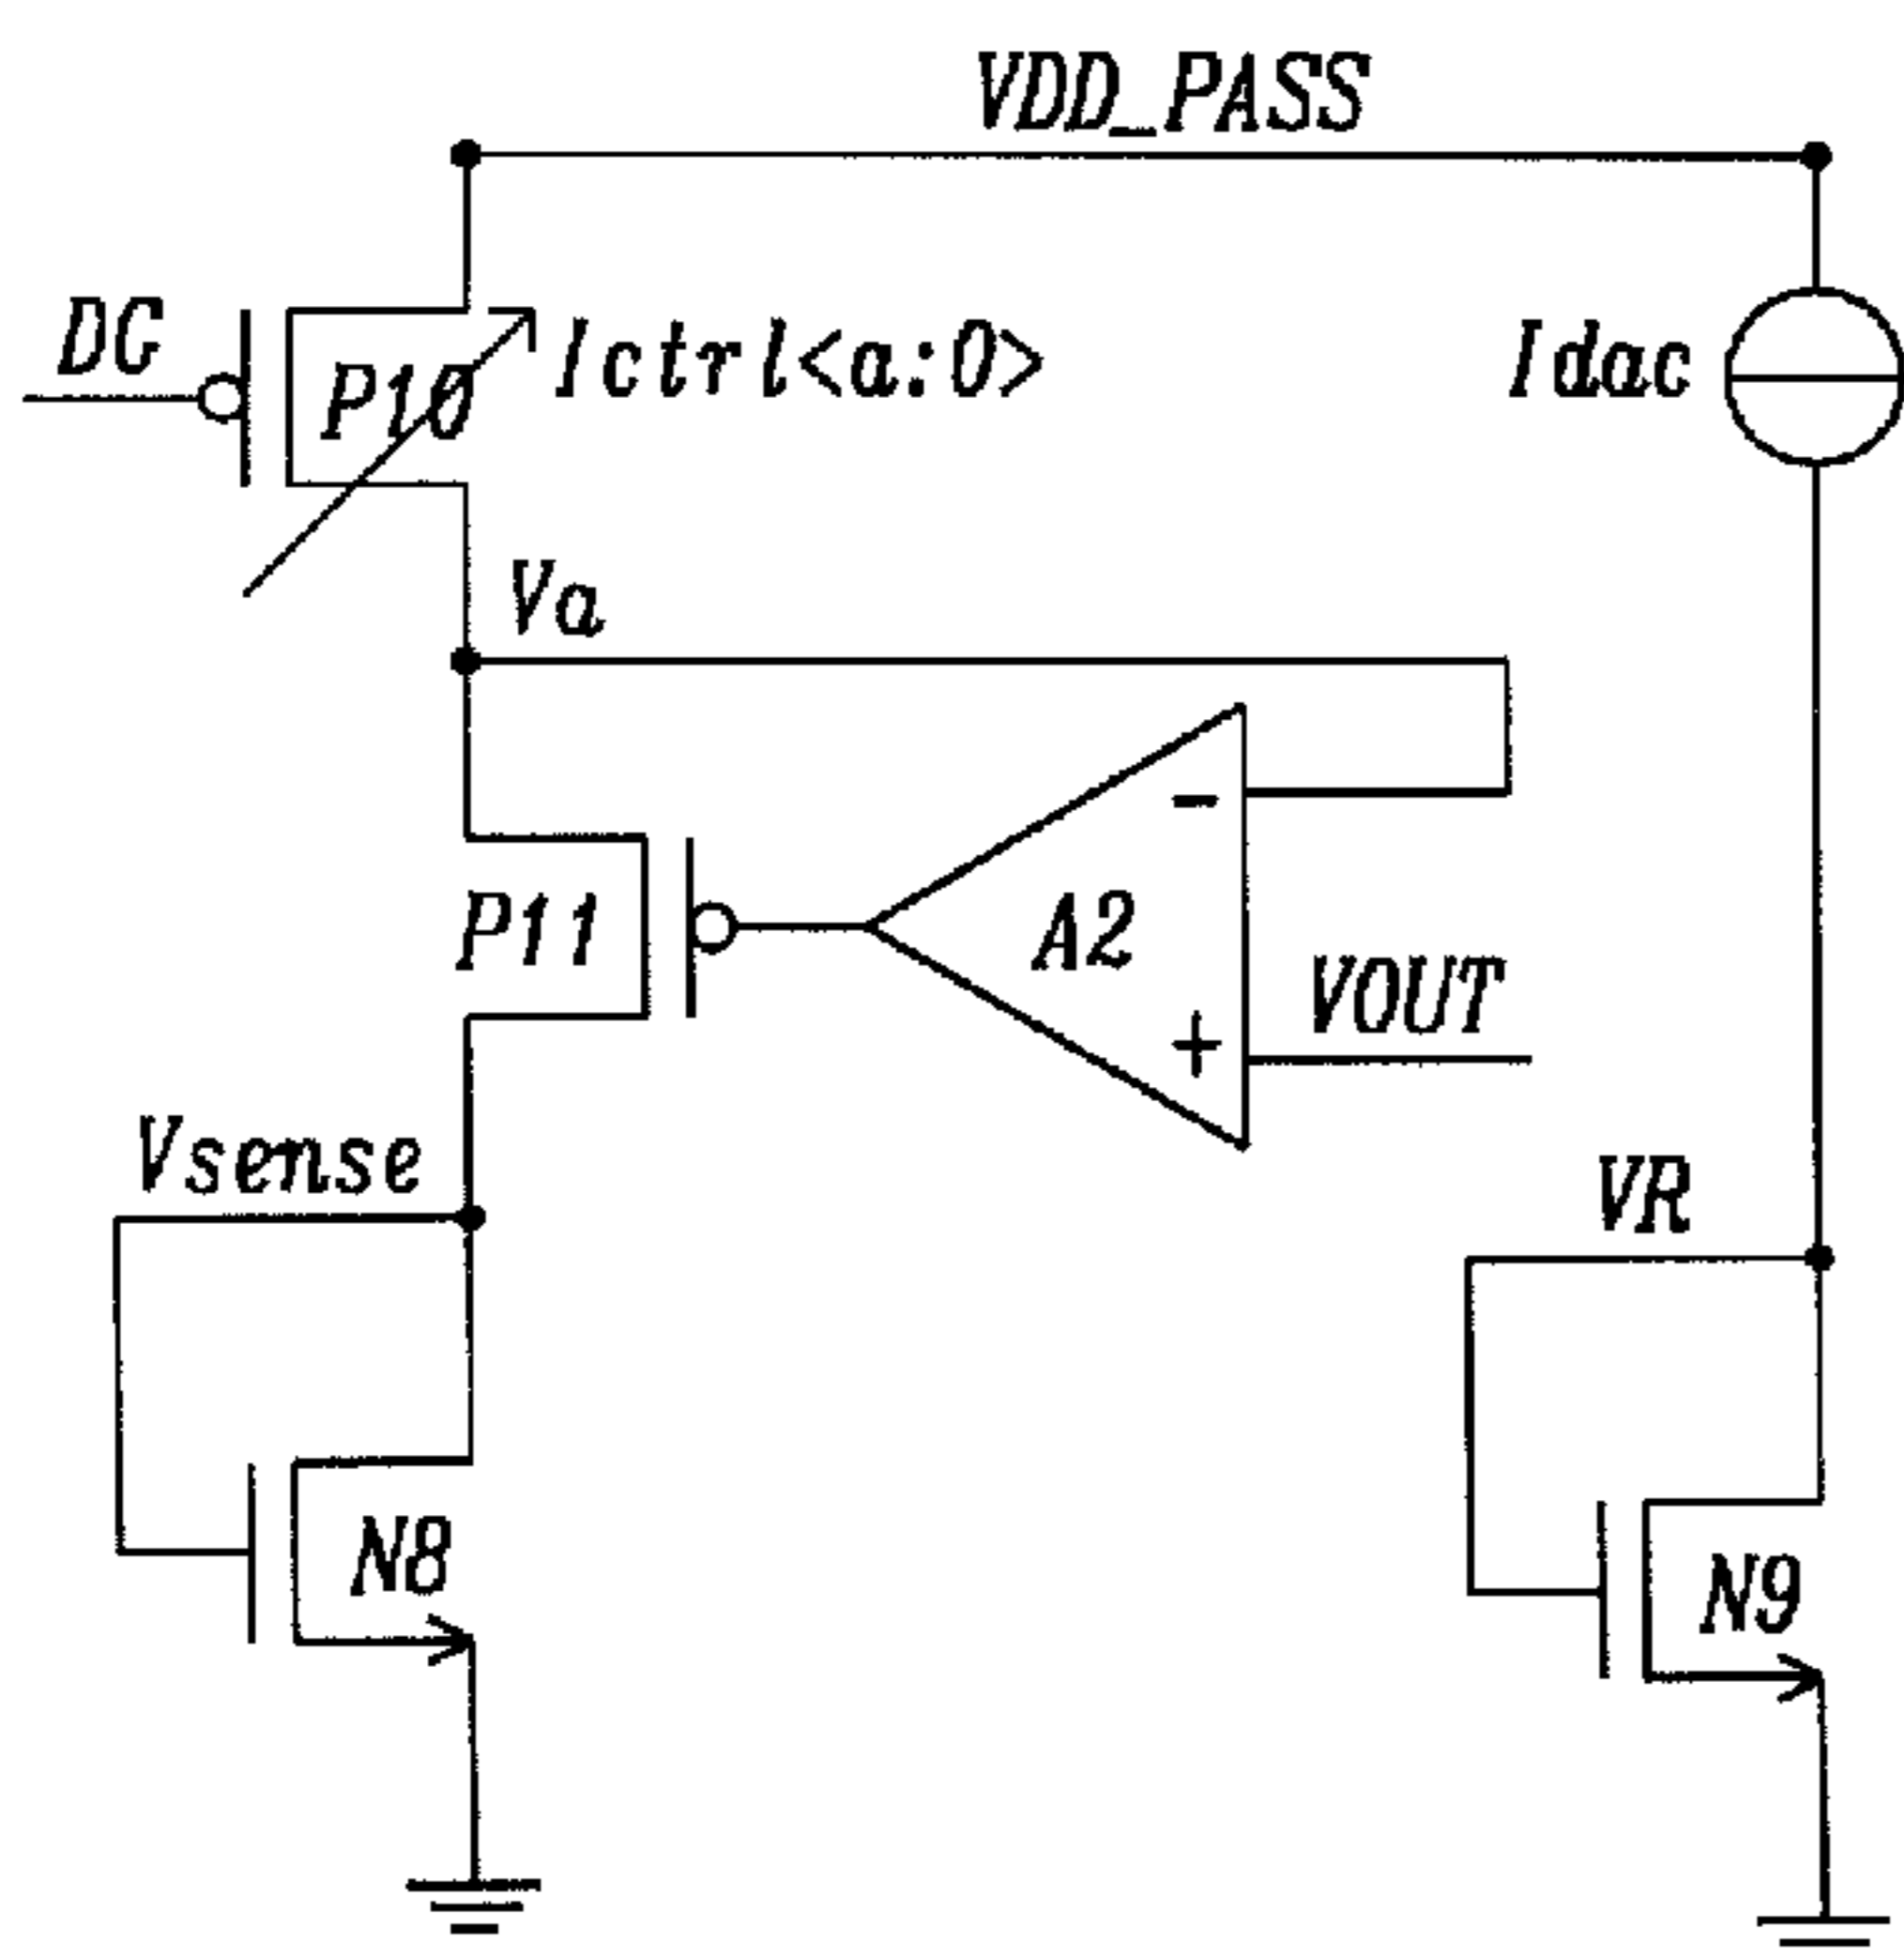 VDD_PASS
DG
P10
Ictrl<a:0>
Idac
Va
-
P11
A2
VOUT
+
Vsense
VR
N8
N9